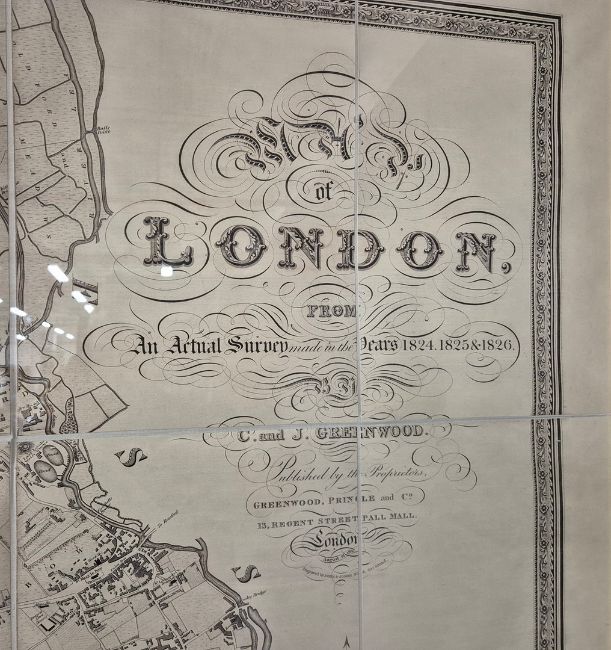 MAP
of
LONDON,
FROM
An Actual Survey made in the Years 1824.1825&1826.
BY
C. and J. GREENWOOD.
Published by the Proprietors,
GREENWOOD, PRINGLE and Co.
13, REGENT STREET PALL MALL.
London
S
S